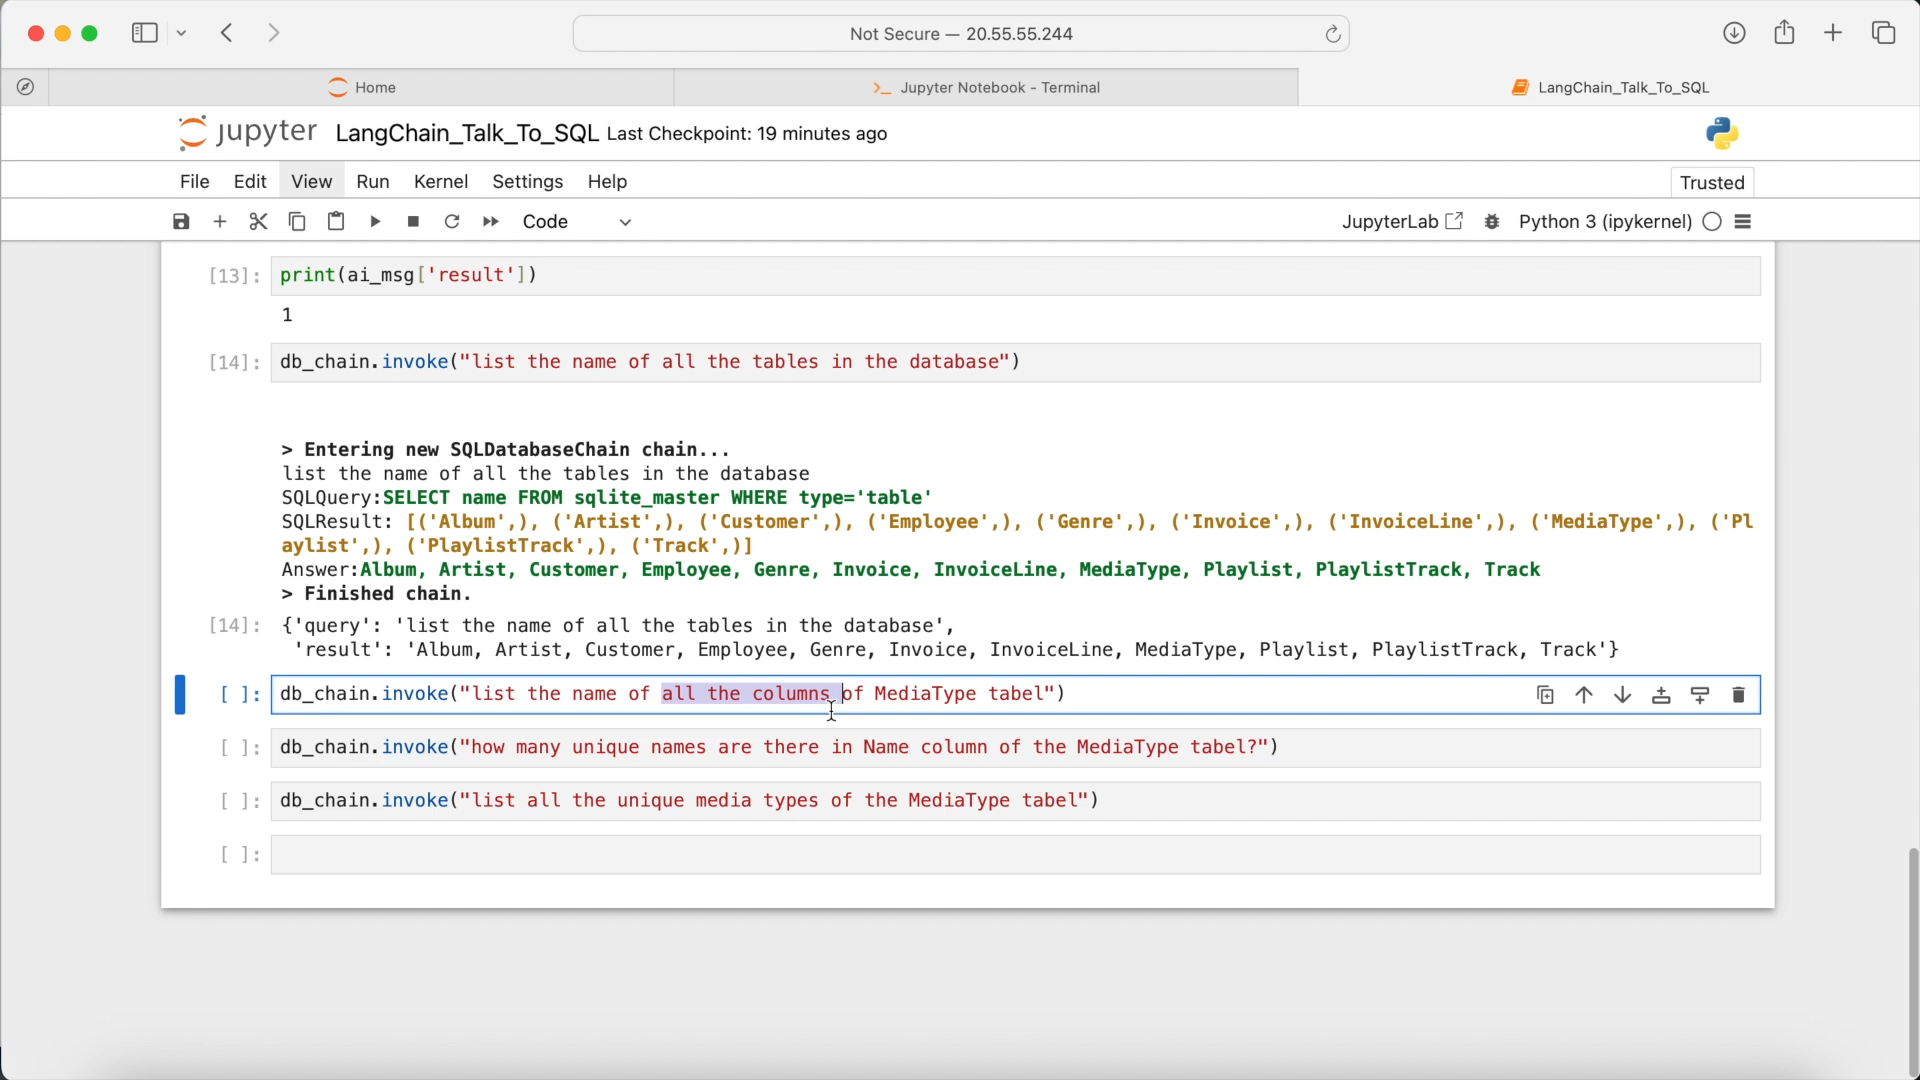 Not Secure — 20.55.55.244
Home
Jupyter Notebook - Terminal
LangChain_Talk_To_SQL
jupyter LangChain_Talk_To_SQL Last Checkpoint: 19 minutes ago
File Edit View Run Kernel Settings Help
Trusted
Code
JupyterLab
Python 3 (ipykernel)
[13]: print(ai_msg['result'])
1
[14]: db_chain.invoke("list the name of all the tables in the database")
> Entering new SQLDatabaseChain chain...
list the name of all the tables in the database
SQLQuery:SELECT name FROM sqlite_master WHERE type='table'
SQLResult: [('Album',), ('Artist',), ('Customer',), ('Employee',), ('Genre',), ('Invoice',), ('InvoiceLine',), ('MediaType',), ('Pl
aylist',), ('PlaylistTrack',), ('Track',)]
Answer:Album, Artist, Customer, Employee, Genre, Invoice, InvoiceLine, MediaType, Playlist, PlaylistTrack, Track
> Finished chain.
[14]: {'query': 'list the name of all the tables in the database',
'result': 'Album, Artist, Customer, Employee, Genre, Invoice, InvoiceLine, MediaType, Playlist, PlaylistTrack, Track'}
[ ]: db_chain.invoke("list the name of all the columns of MediaType tabel")
[ ]: db_chain.invoke("how many unique names are there in Name column of the MediaType tabel?")
[ ]: db_chain.invoke("list all the unique media types of the MediaType tabel")
[ ]: